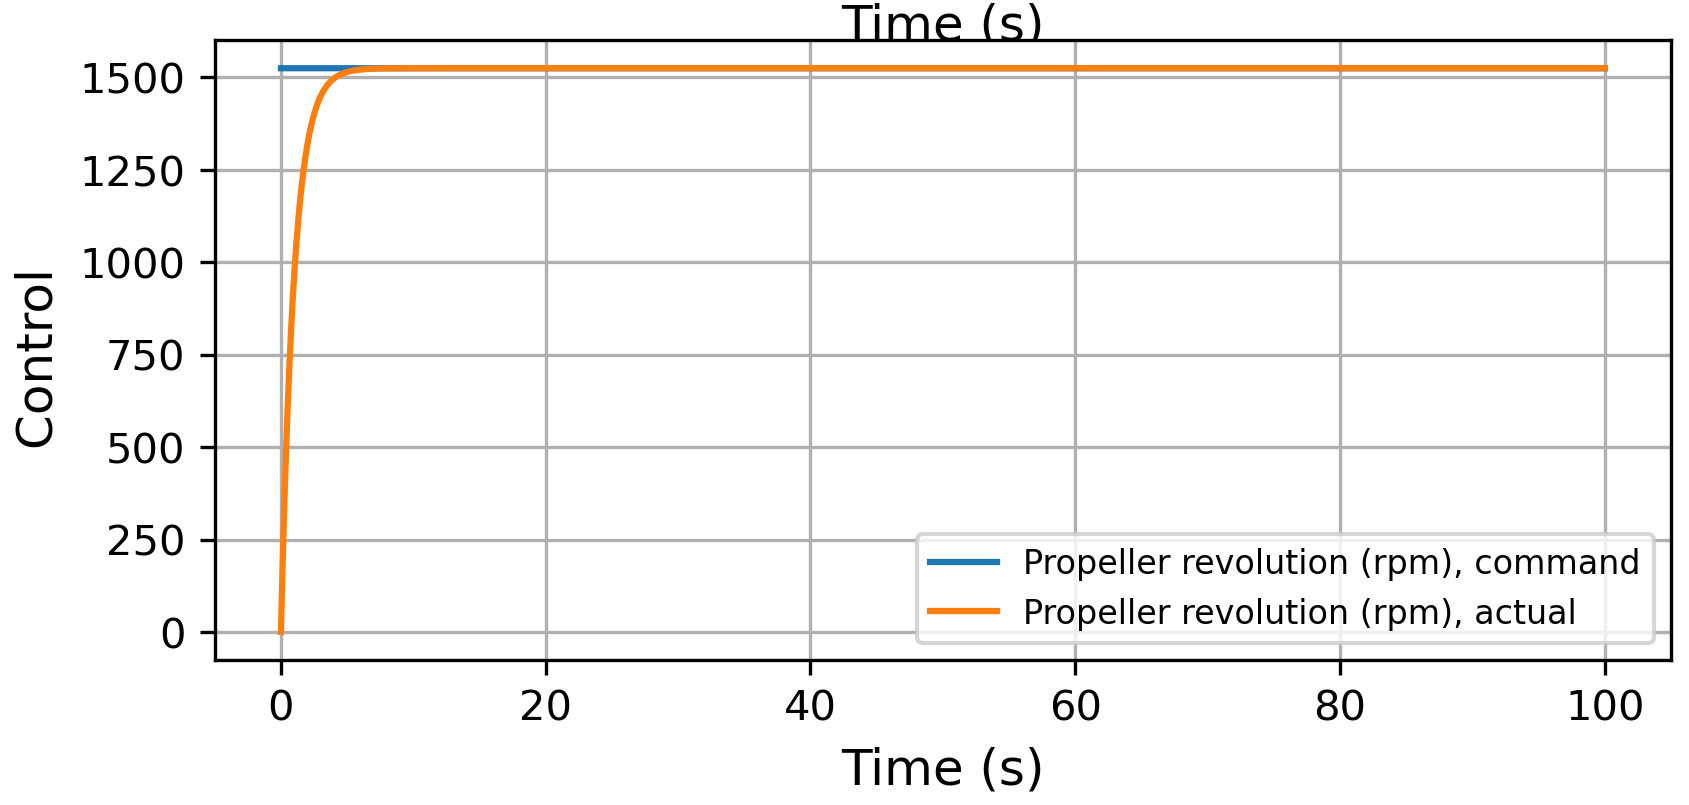 Time (s)
1500
1250
1000
750
500
250
0
Control
Propeller revolution (rpm), command
Propeller revolution (rpm), actual
0 20 40 60 80 100
Time (s)